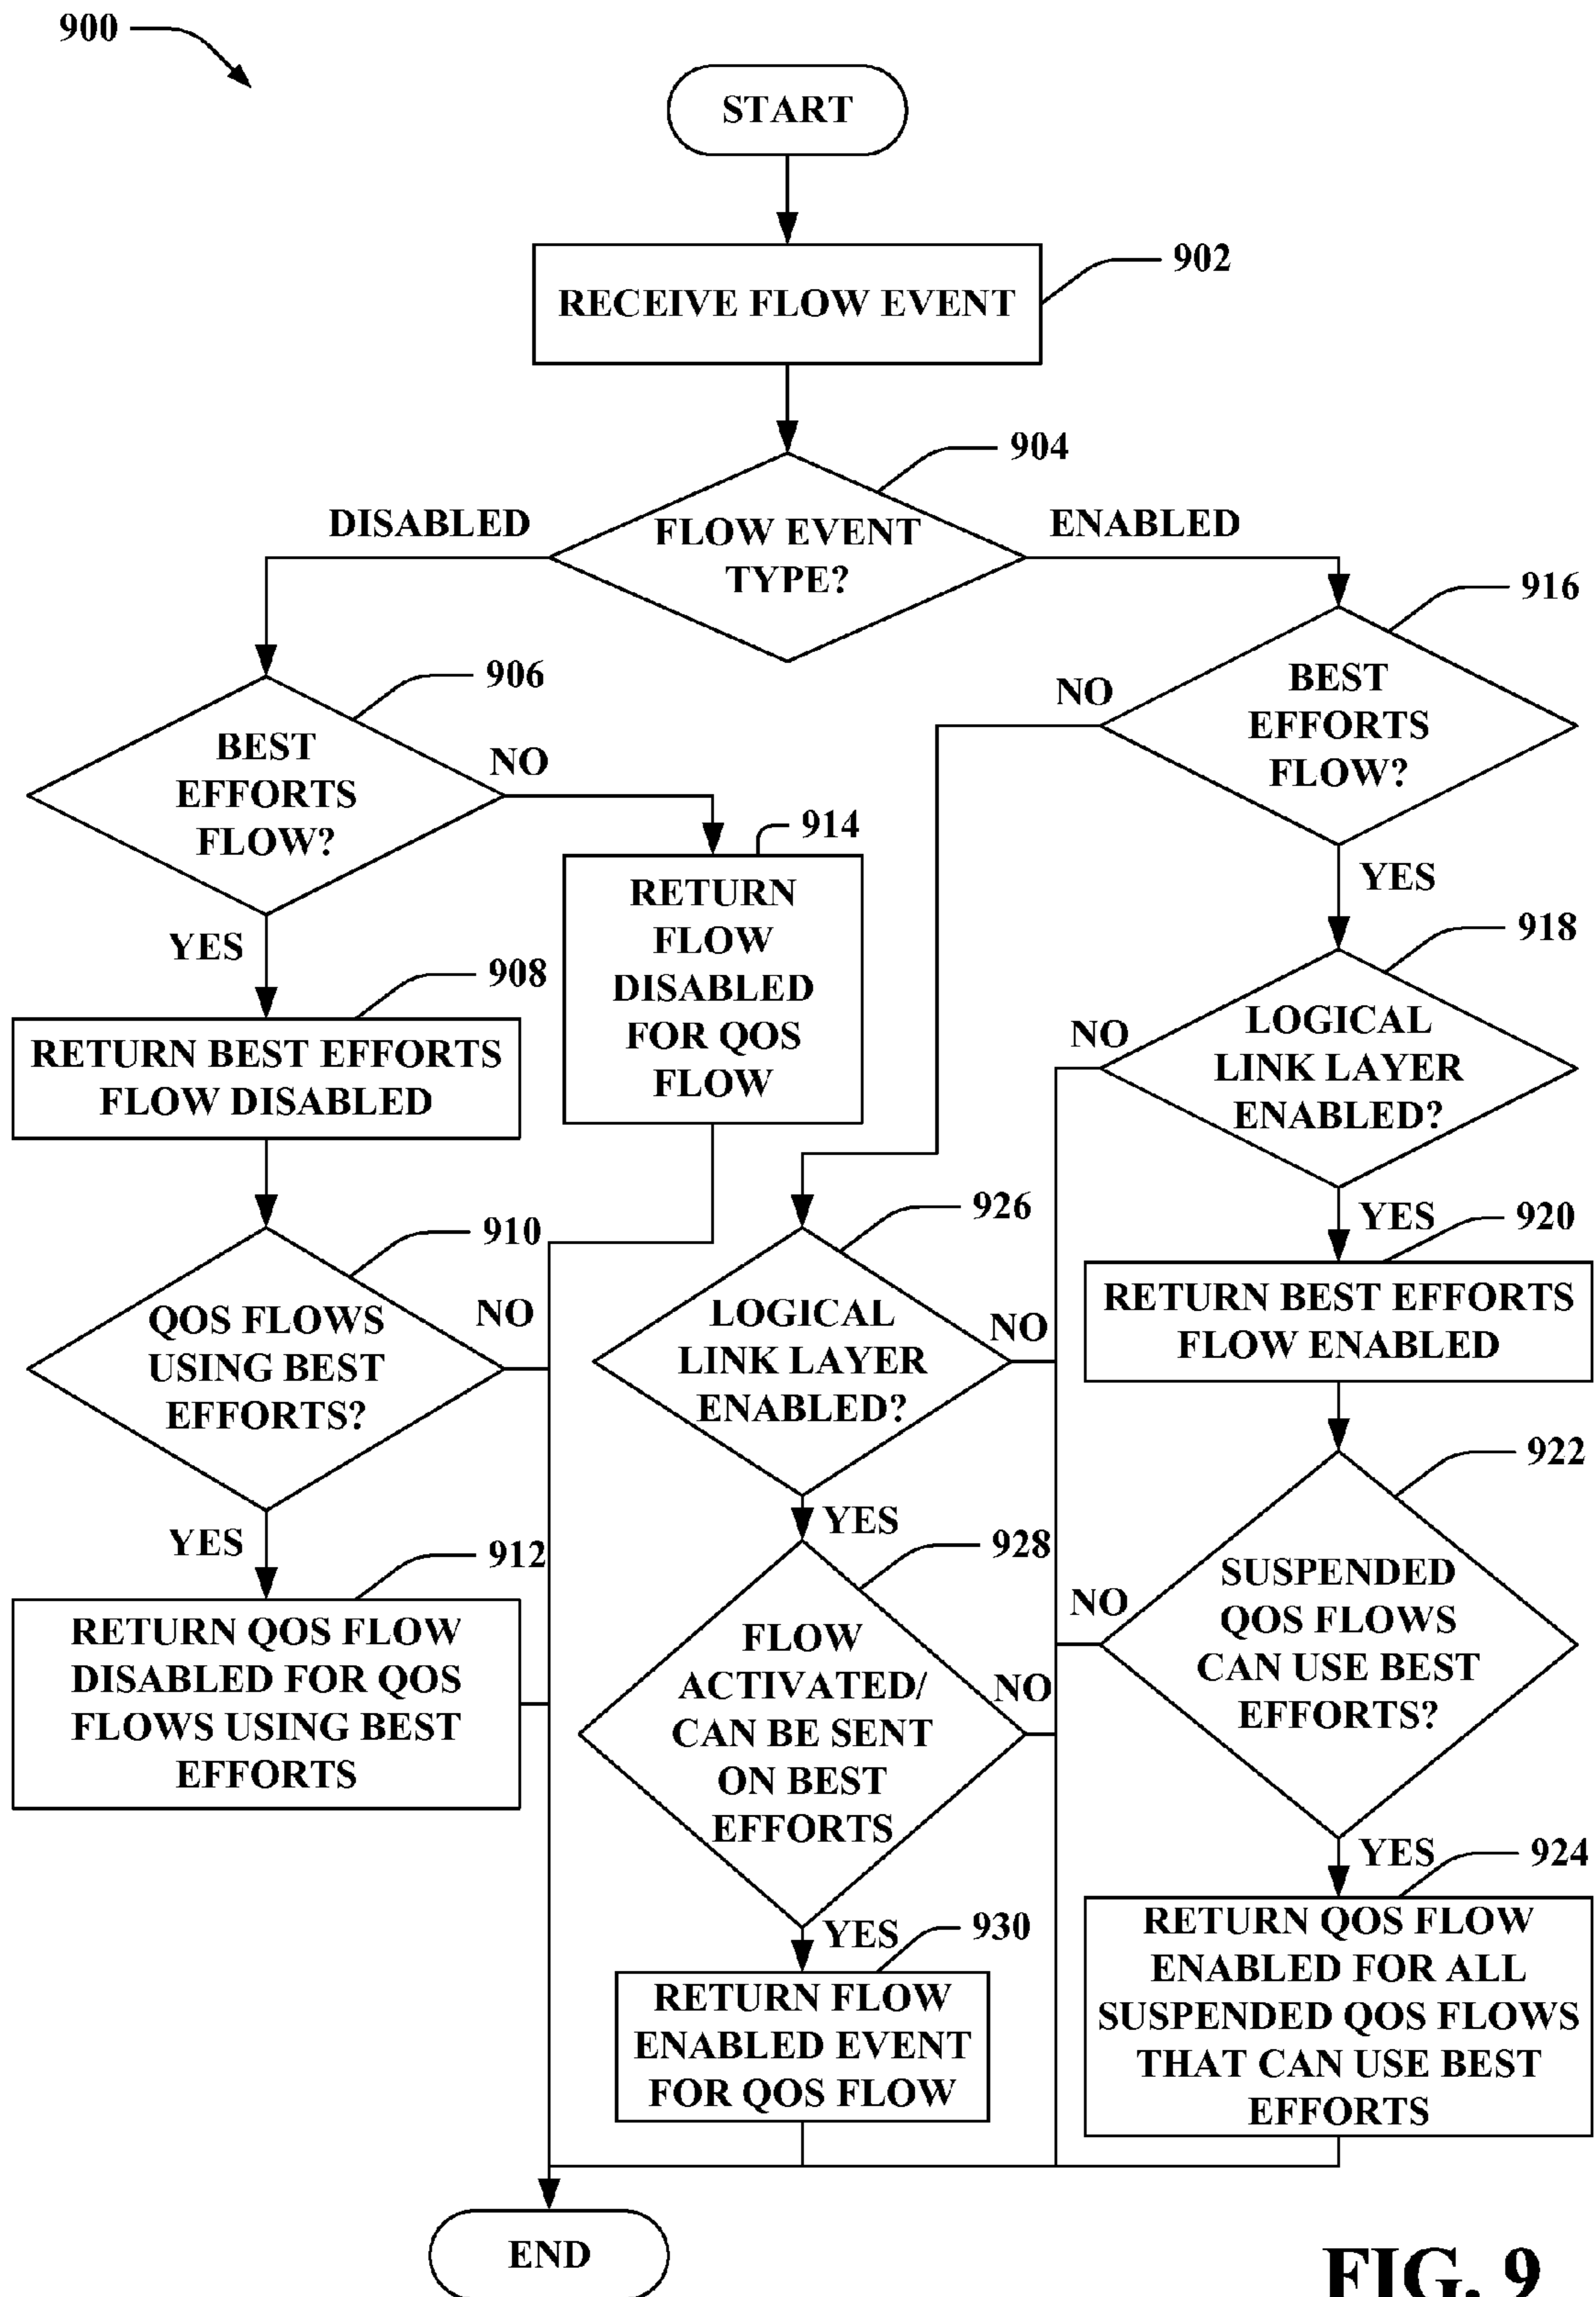 900
START
902
RECEIVE FLOW EVENT
904
DISABLED
FLOW EVENT
TYPE?
ENABLED
906
BEST
EFFORTS
FLOW?
NO
YES
908
RETURN BEST EFFORTS
FLOW DISABLED
910
QOS FLOWS
USING BEST
EFFORTS?
NO
YES
912
RETURN QOS FLOW
DISABLED FOR QOS
FLOWS USING BEST
EFFORTS
914
RETURN
FLOW
DISABLED
FOR QOS
FLOW
916
BEST
EFFORTS
FLOW?
NO
YES
918
LOGICAL
LINK LAYER
ENABLED?
NO
YES
920
RETURN BEST EFFORTS
FLOW ENABLED
922
SUSPENDED
QOS FLOWS
CAN USE BEST
EFFORTS?
NO
YES
924
RETURN QOS FLOW
ENABLED FOR ALL
SUSPENDED QOS FLOWS
THAT CAN USE BEST
EFFORTS
926
LOGICAL
LINK LAYER
ENABLED?
NO
YES
928
FLOW
ACTIVATED/
CAN BE SENT
ON BEST
EFFORTS
NO
YES
930
RETURN FLOW
ENABLED EVENT
FOR QOS FLOW
END
FIG. 9